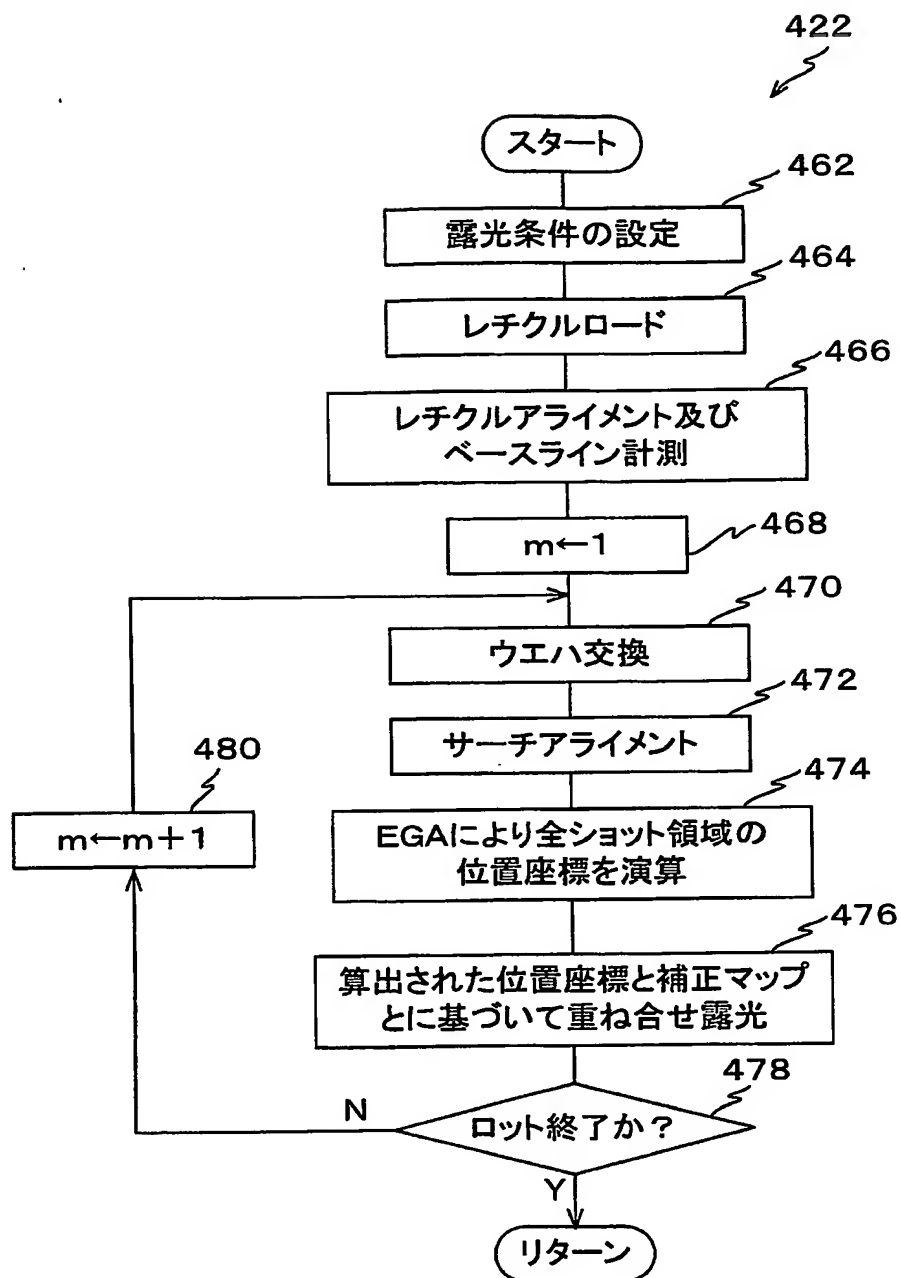 422
スタート
462
露光条件の設定
464
レチクルロード
466
レチクルアライメント及び
ベースライン計測
468
m←1
470
ウエハ交換
472
サーチアライメント
480
m←m+1
474
EGAにより全ショット領域の
位置座標を演算
476
算出された位置座標と補正マップ
とに基づいて重ね合せ露光
478
ロット終了か?
N
Y
リターン